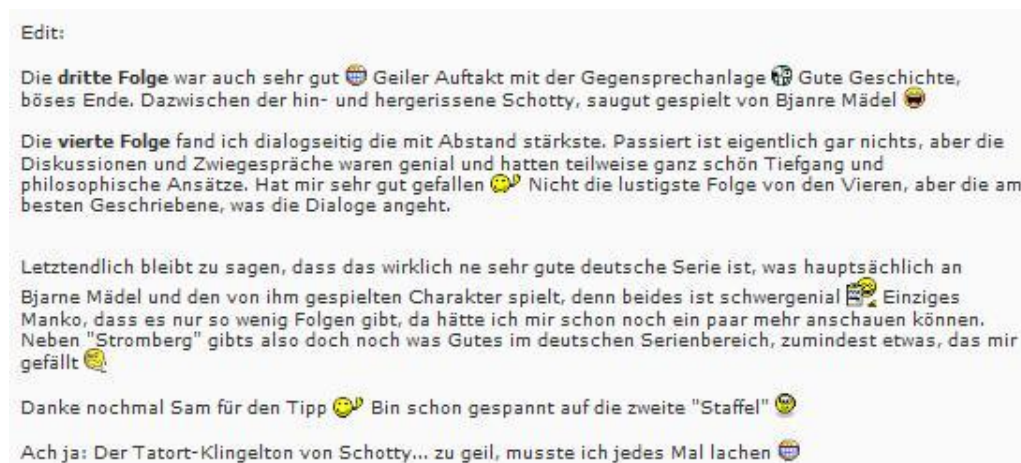 Edit:
Die dritte Folge war auch sehr gut Geiler Auftakt mit der Gegensprechanlage Gute Geschichte,
böses Ende. Dazwischen der hin- und hergerissene Schotty, saugut gespielt von Bjanre Mädel
Die vierte Folge fand ich dialogseitig die mit Abstand stärkste. Passiert ist eigentlich gar nichts, aber die
Diskussionen und Zwiegespräche waren genial und hatten teilweise ganz schön Tiefgang und
philosophische Ansätze. Hat mir sehr gut gefallen Nicht die lustigste Folge von den Vieren, aber die am
besten Geschriebene, was die Dialoge angeht.
Letztendlich bleibt zu sagen, dass das wirklich ne sehr gute deutsche Serie ist, was hauptsächlich an
Bjarne Mädel und den von ihm gespielten Charakter spielt, denn beides ist schwergenial Einziges
Manko, dass es nur so wenig Folgen gibt, da hätte ich mir schon noch ein paar mehr anschauen können.
Neben "Stromberg" gibts also doch noch was Gutes im deutschen Serienbereich, zumindest etwas, das mir
gefällt
Danke nochmal Sam für den Tipp Bin schon gespannt auf die zweite "Staffel"
Ach ja: Der Tatort-Klingelton von Schotty... zu geil, musste ich jedes Mal lachen